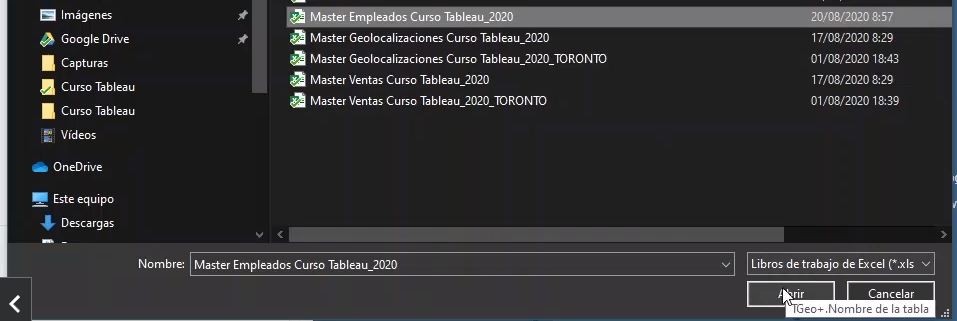 Imágenes
Google Drive
Capturas
Curso Tableau
Curso Tableau
Vídeos
OneDrive
Este equipo
Descargas
Master Empleados Curso Tableau_2020 20/08/2020 8:57
Master Geolocalizaciones Curso Tableau_2020 17/08/2020 8:29
Master Geolocalizaciones Curso Tableau_2020_TORONTO 01/08/2020 18:43
Master Ventas Curso Tableau_2020 17/08/2020 8:29
Master Ventas Curso Tableau_2020_TORONTO 01/08/2020 18:39
Nombre: Master Empleados Curso Tableau_2020 Libros de trabajo de Excel (*.xls
Abrir Cancelar
TGeo+.Nombre de la tabla